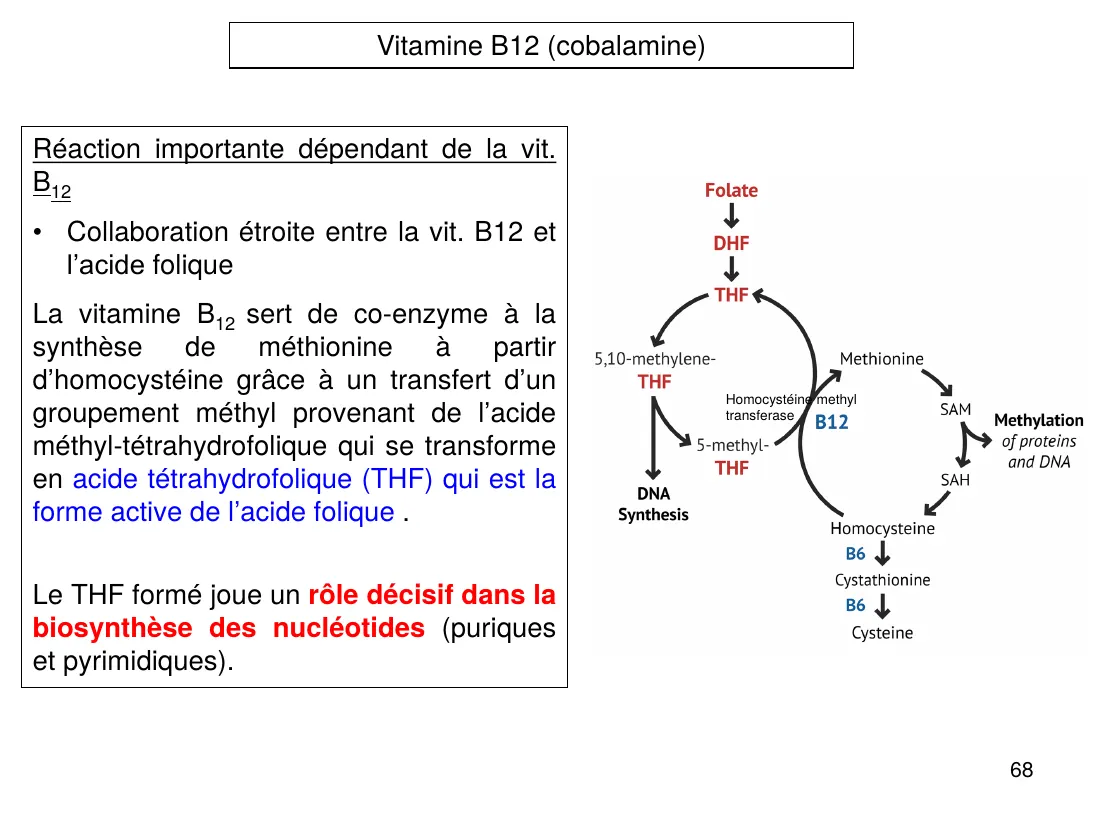 Vitamine B12 (cobalamine)
Réaction importante dépendant de la vit.
B12
• Collaboration étroite entre la vit. B12 et
l’acide folique
La vitamine B12 sert de co-enzyme à la
synthèse de méthionine à partir
d’homocystéine grâce à un transfert d’un
groupement méthyl provenant de l’acide
méthyl-tétrahydrofolique qui se transforme
en acide tétrahydrofolique (THF) qui est la
forme active de l’acide folique .
Le THF formé joue un rôle décisif dans la
biosynthèse des nucléotides (puriques
et pyrimidiques).
Folate
DHF
THF
5,10-methylene-
THF
Homocystéine methyl
transferase
B12
5-methyl-
THF
DNA
Synthesis
Methionine
SAM
Methylation
of proteins
and DNA
SAH
Homocysteine
B6
Cystathionine
B6
Cysteine
68